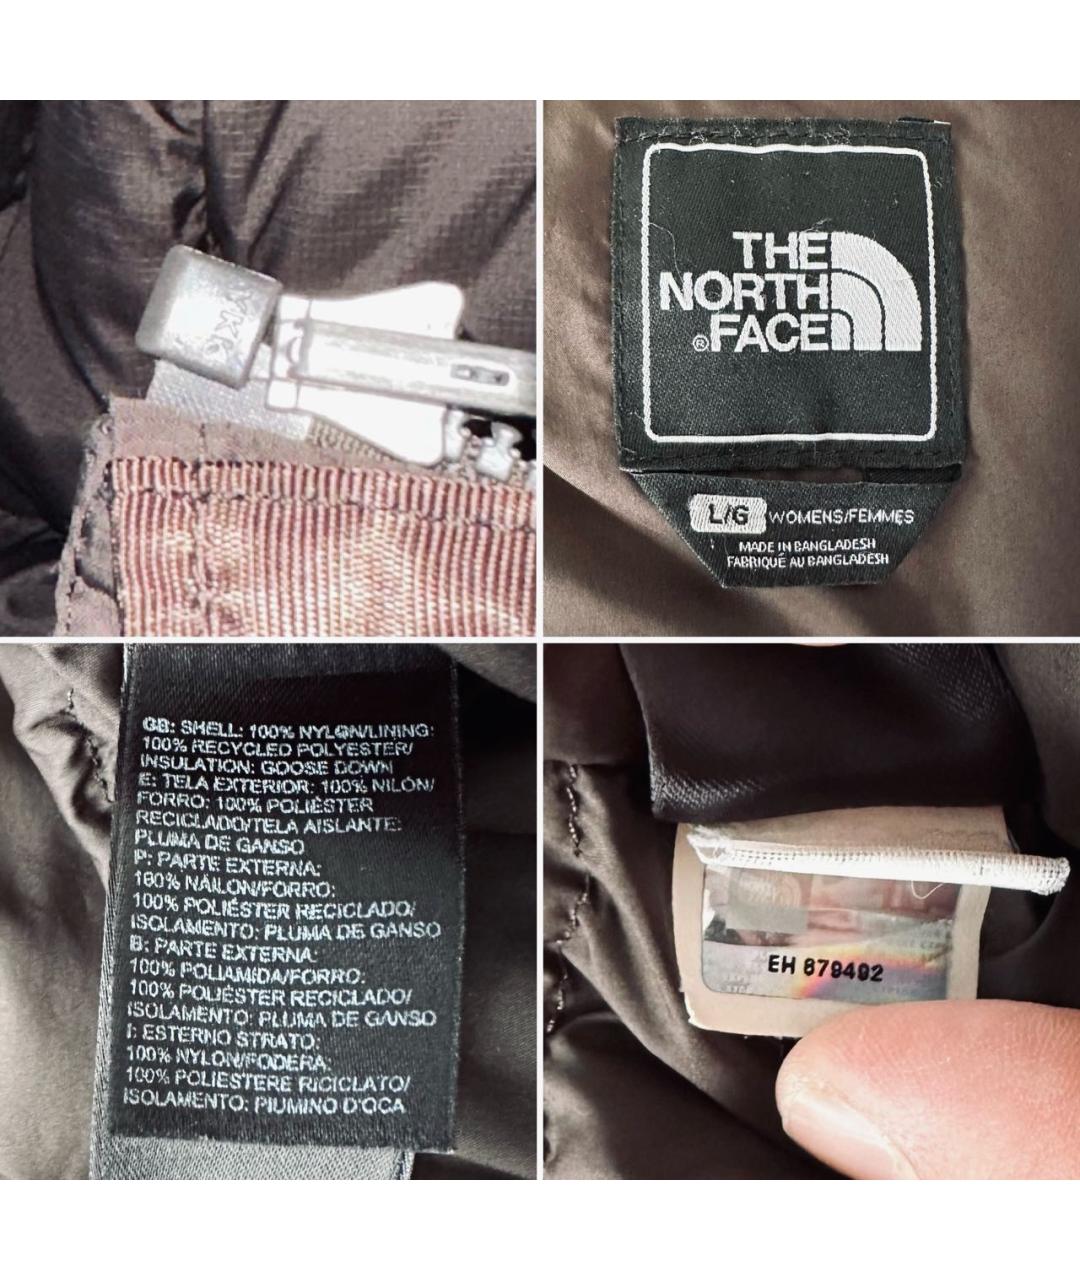 YKK
THE
NORTH
FACE
®
L/G WOMENS/FEMMES
MADE IN BANGLADESH
FABRIQUÉ AU BANGLADESH
GB: SHELL: 100% NYLON/LINING:
100% RECYCLED POLYESTER/
INSULATION: GOOSE DOWN
E: TELA EXTERIOR: 100% NILÓN/
FORRO: 100% POLIÉSTER
RECICLADO/TELA AISLANTE:
PLUMA DE GANSO
P: PARTE EXTERNA:
100% NÁILON/FORRO:
100% POLIÉSTER RECICLADO/
ISOLAMENTO: PLUMA DE GANSO
B: PARTE EXTERNA:
100% POLIAMIDA/FORRO:
100% POLIÉSTER RECICLADO/
ISOLAMENTO: PLUMA DE GANSO
I: ESTERNO STRATO:
100% NYLON/FODERA:
100% POLIESTERE RICICLATO/
ISOLAMENTO: PIUMINO D'OCA
EH 679492